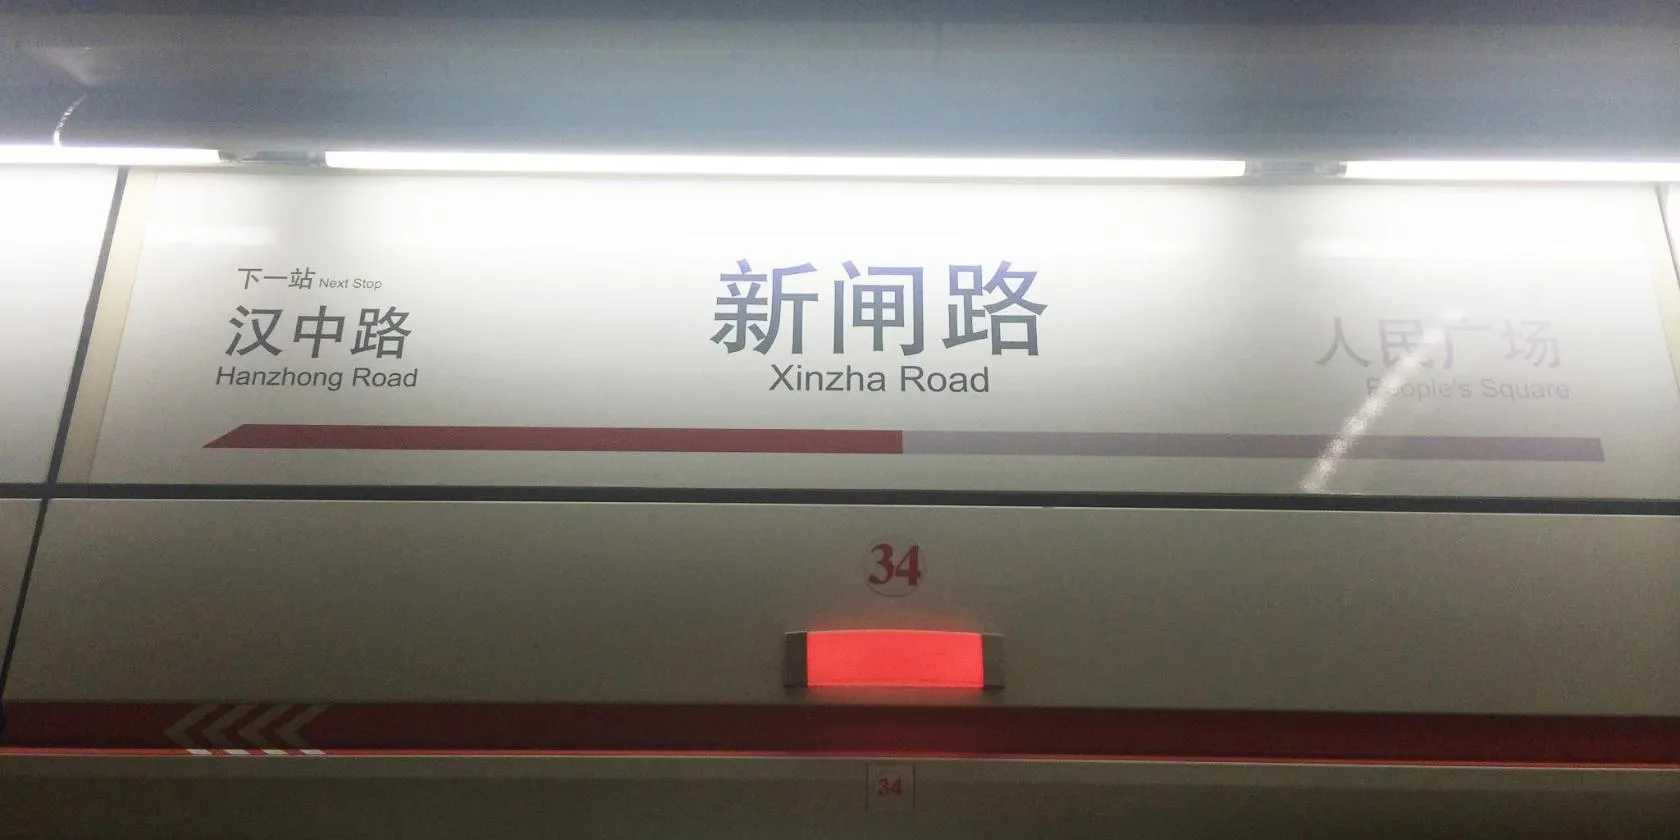 下一站 Next Stop
汉中路
Hanzhong Road
新闸路
Xinzha Road
人民广场
People's Square
34
34